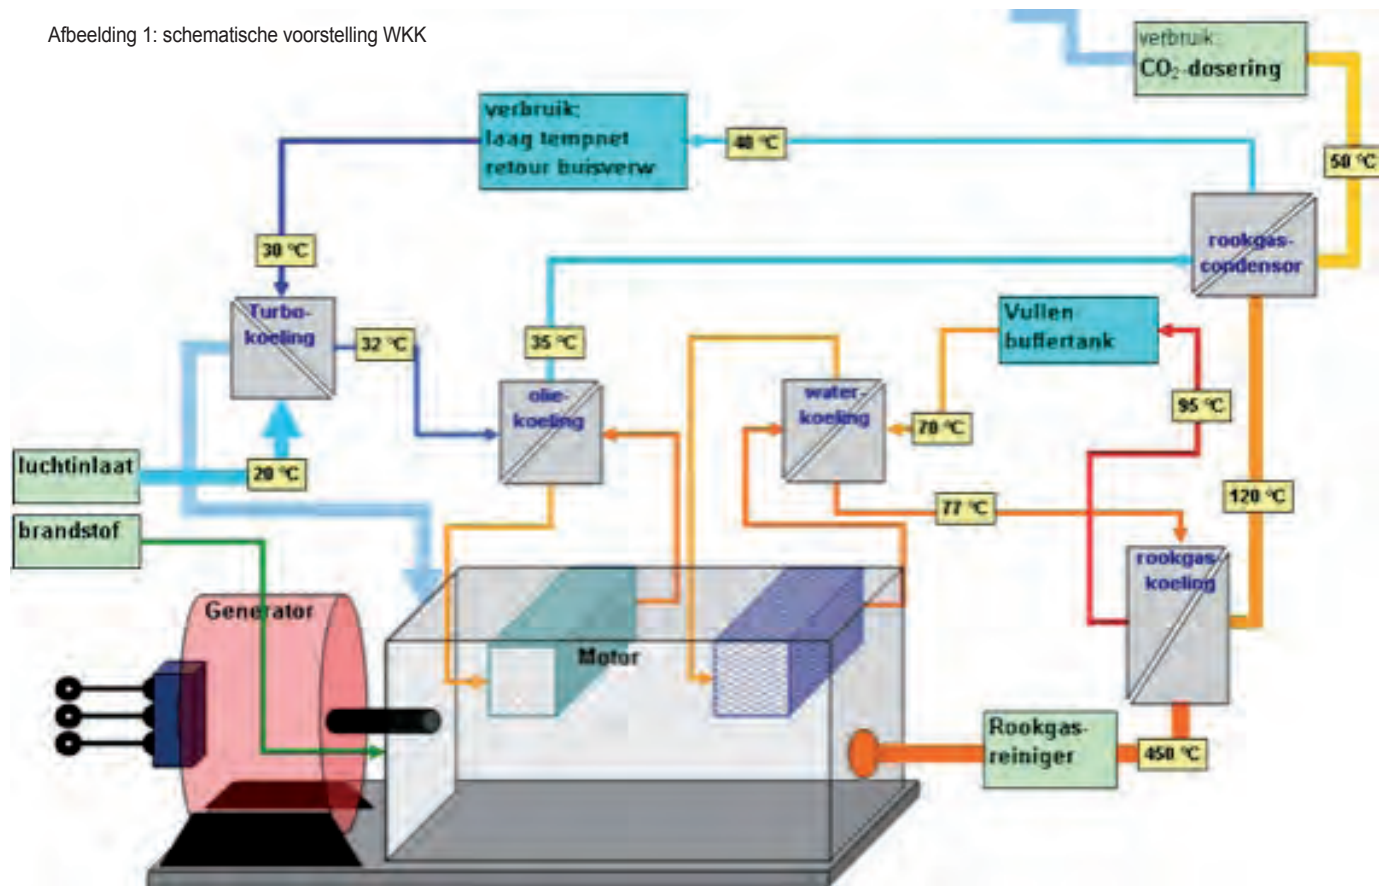 Afbeelding 1: schematische voorstelling WKK
verbruik:
CO₂-dosering
verbruik:
laag tempnet
retour buisverw
40 °C
50 °C
30 °C
rookgas-
condensor
Turbo-
koeling
32 °C
35 °C
Vullen
buffertank
olie-
koeling
water-
koeling
70 °C
95 °C
luchtinlaat
20 °C
77 °C
120 °C
brandstof
rookgas
koeling
Generator
Motor
Rookgas-
reiniger
450 °C